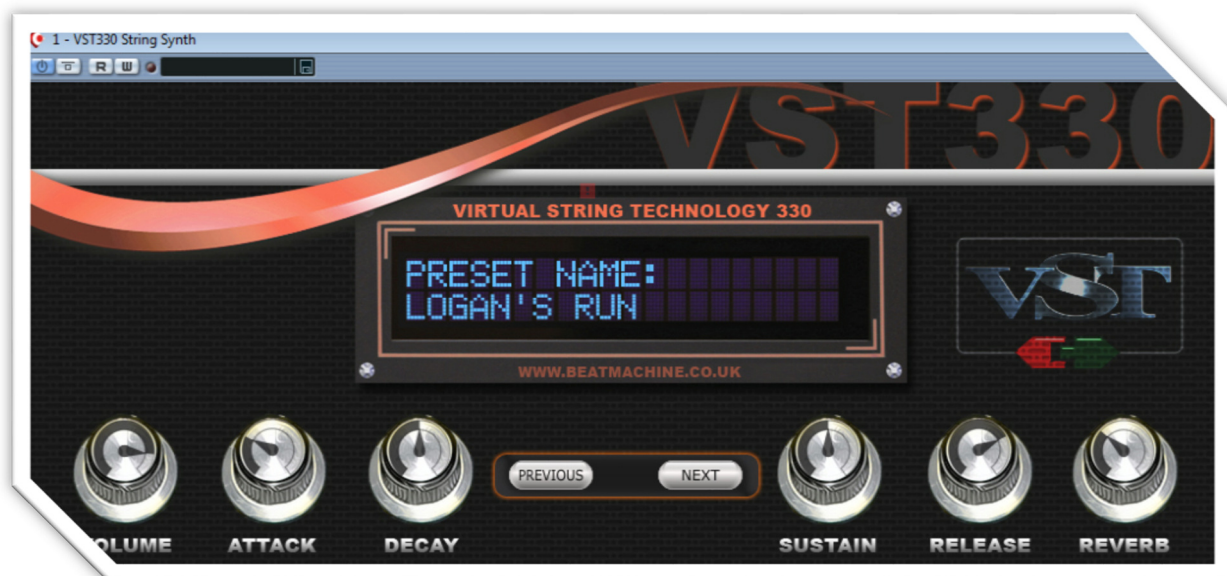 1 - VST330 String Synth
R W
VST330
VIRTUAL STRING TECHNOLOGY 330
PRESET NAME:
LOGAN'S RUN
VST
WWW.BEATMACHINE.CO.UK
PREVIOUS NEXT
VOLUME ATTACK DECAY SUSTAIN RELEASE REVERB